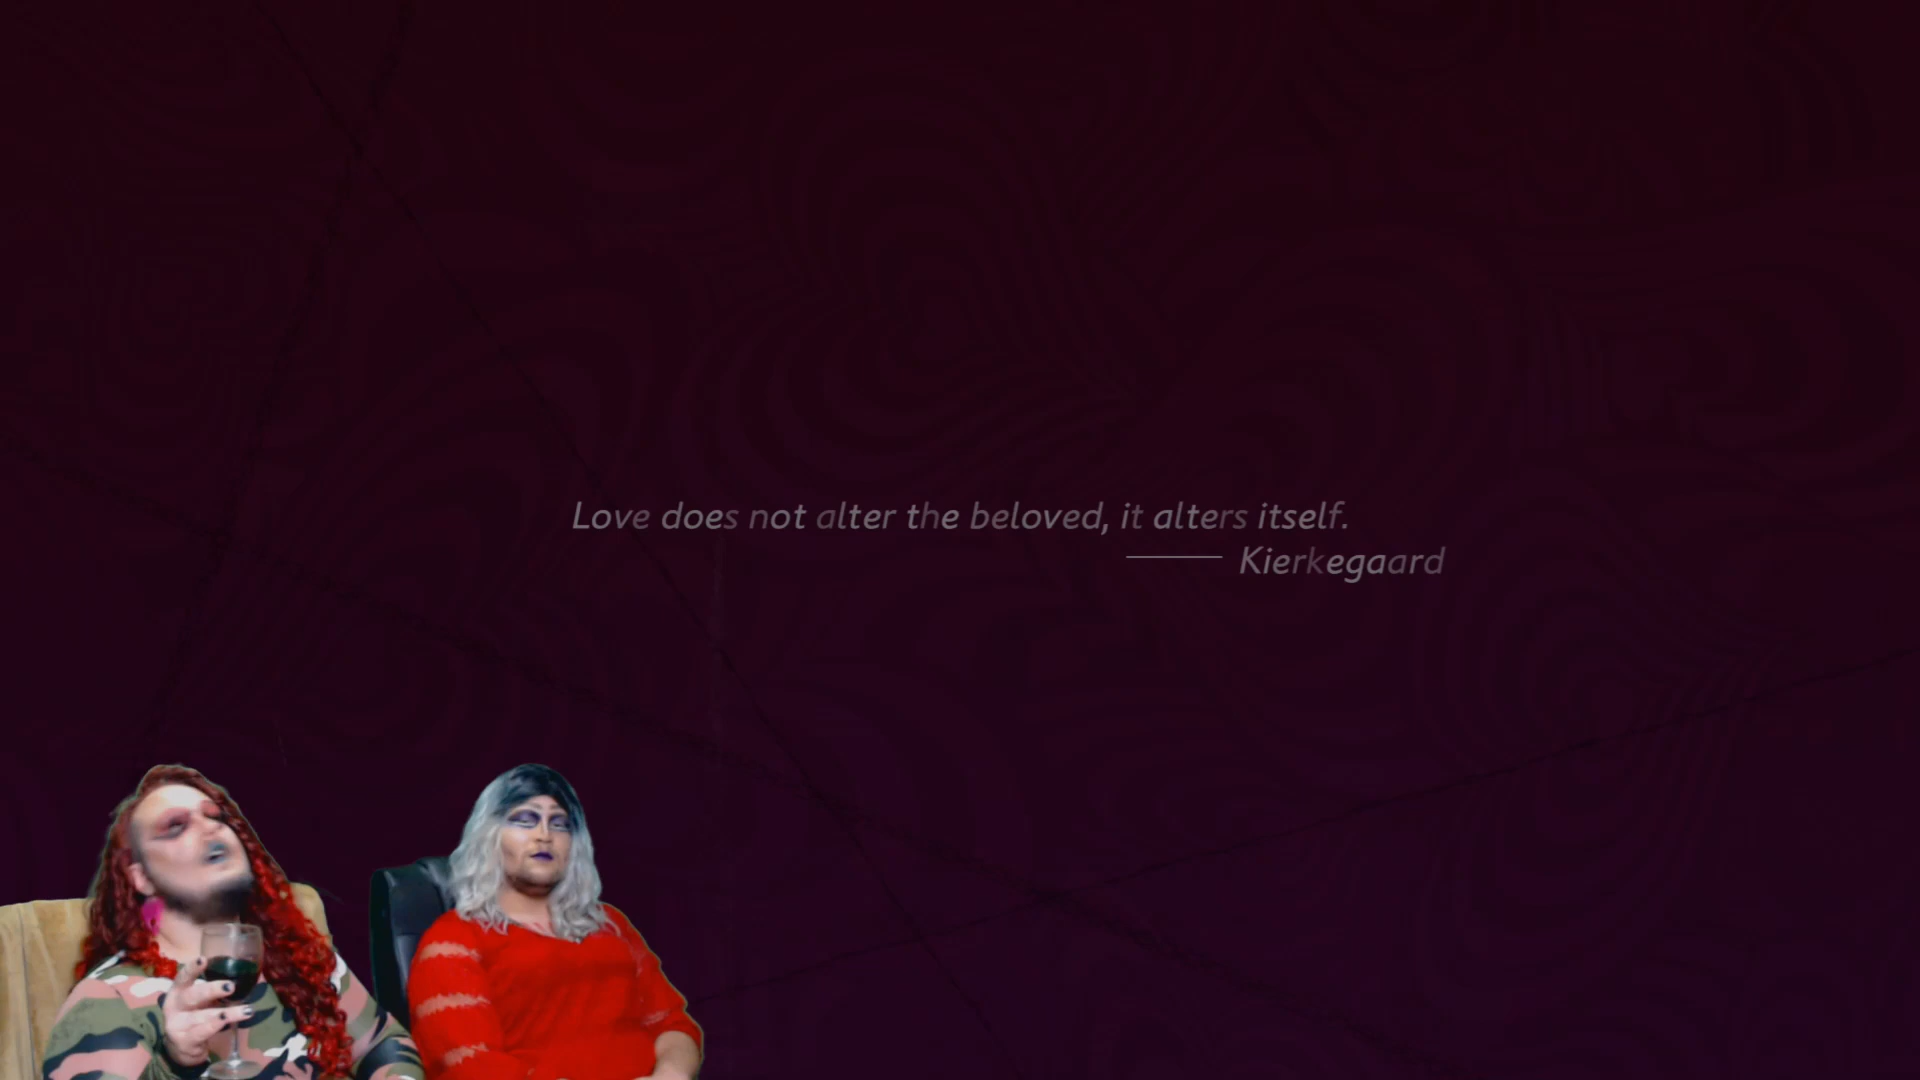 Love does not alter the beloved, it alters itself.
—— Kierkegaard